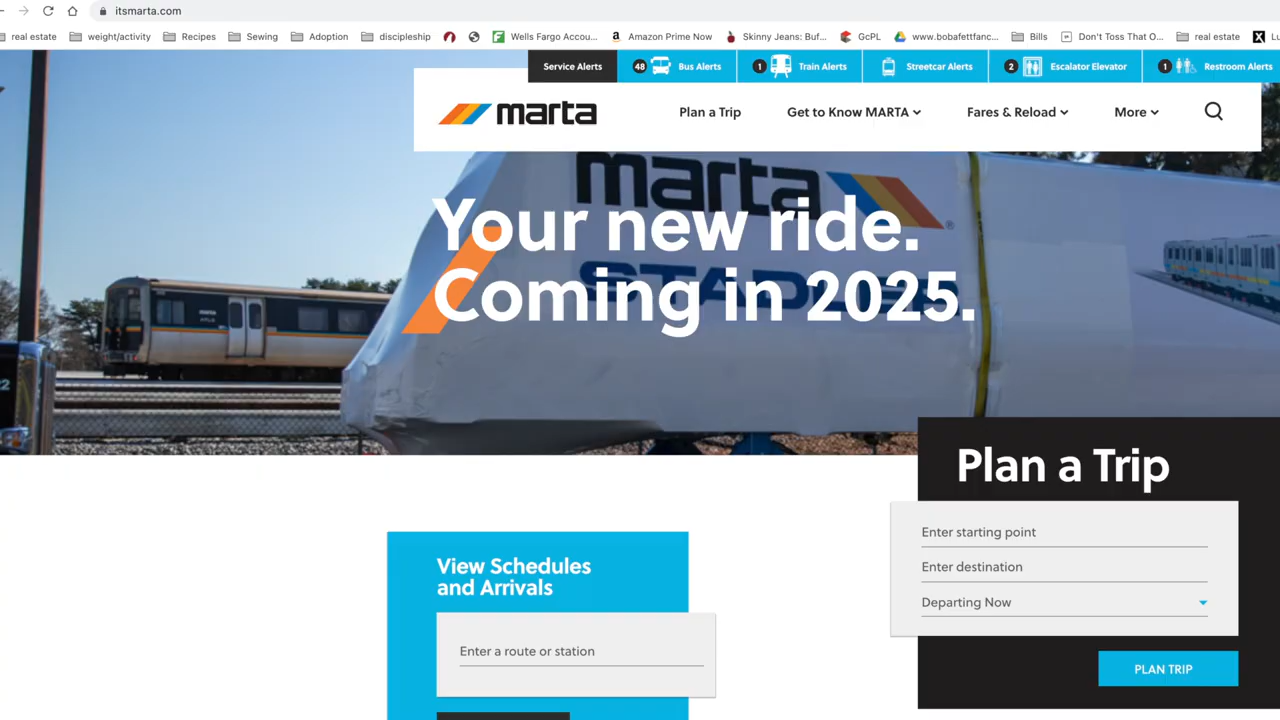 itsmarta.com
real estate
weight/activity
Recipes
Sewing
Adoption
discipleship
Wells Fargo Accou...
Amazon Prime Now
Skinny Jeans: Buf...
GcPL
www.bobafettfanc...
Bills
Don't Toss That O...
real estate
Lu
Service Alerts
48 Bus Alerts
1 Train Alerts
Streetcar Alerts
2 Escalator Elevator
1 Restroom Alerts
marta
Plan a Trip
Get to Know MARTA
Fares & Reload
More
marta
Your new ride.
Coming in 2025.
STADLER
Plan a Trip
Enter starting point
Enter destination
Departing Now
PLAN TRIP
View Schedules
and Arrivals
Enter a route or station